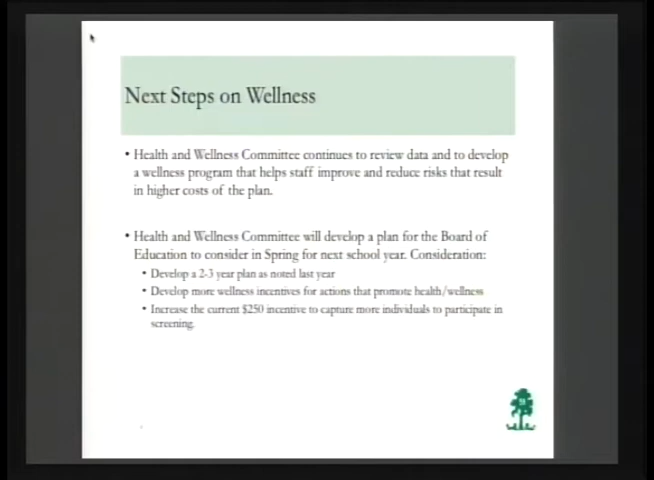 Next Steps on Wellness
• Health and Wellness Committee continues to review data and to develop
a wellness program that helps staff improve and reduce risks that result
in higher costs of the plan.
• Health and Wellness Committee will develop a plan for the Board of
Education to consider in Spring for next school year. Consideration:
• Develop a 2-3 year plan as noted last year
• Develop more wellness incentives for actions that promote health/wellness
• Increase the current $250 incentive to capture more individuals to participate in
screening.